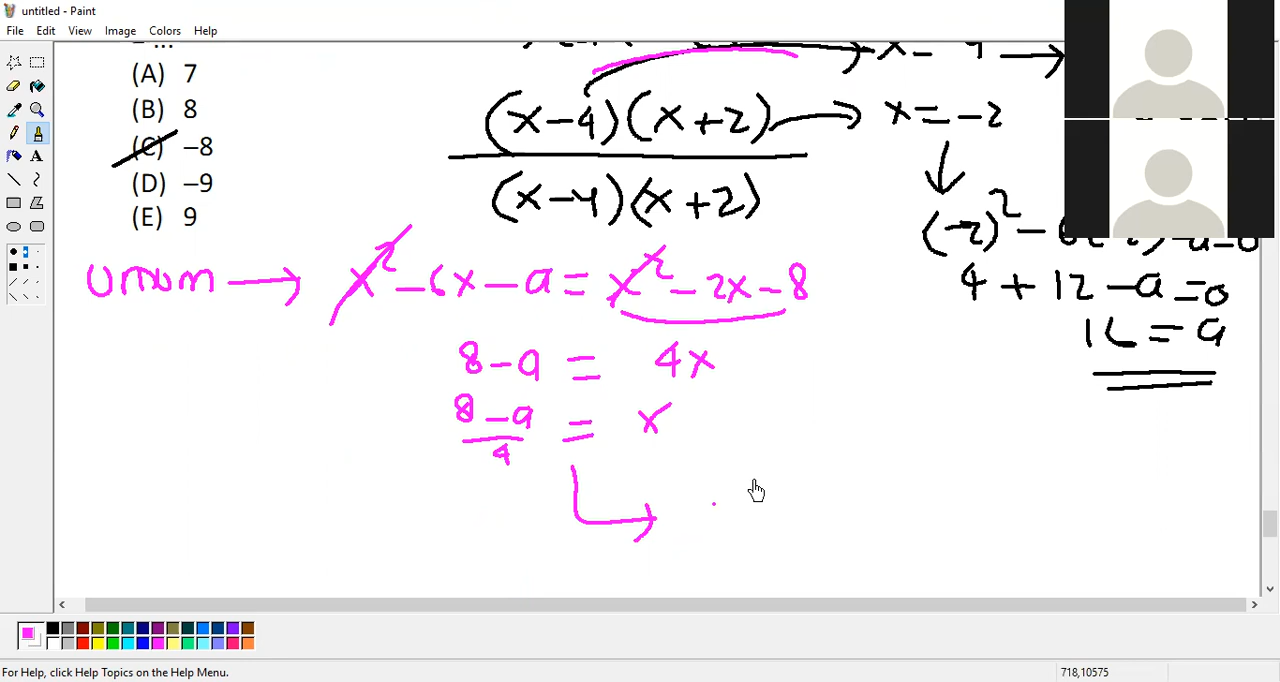 untitled - Paint
File Edit View Image Colors Help
= ...
(A) 7
(B) 8
(C) −8
(D) −9
(E) 9
(x−4)(x+2) → x = −2
(x−4)(x+2)
(−2)² −
4 + 12 − a = 0
16 = a
Umum → x² − 6x − a = x² − 2x − 8
8 − a = 4x
8 − a = x
4
For Help, click Help Topics on the Help Menu.
718,10575